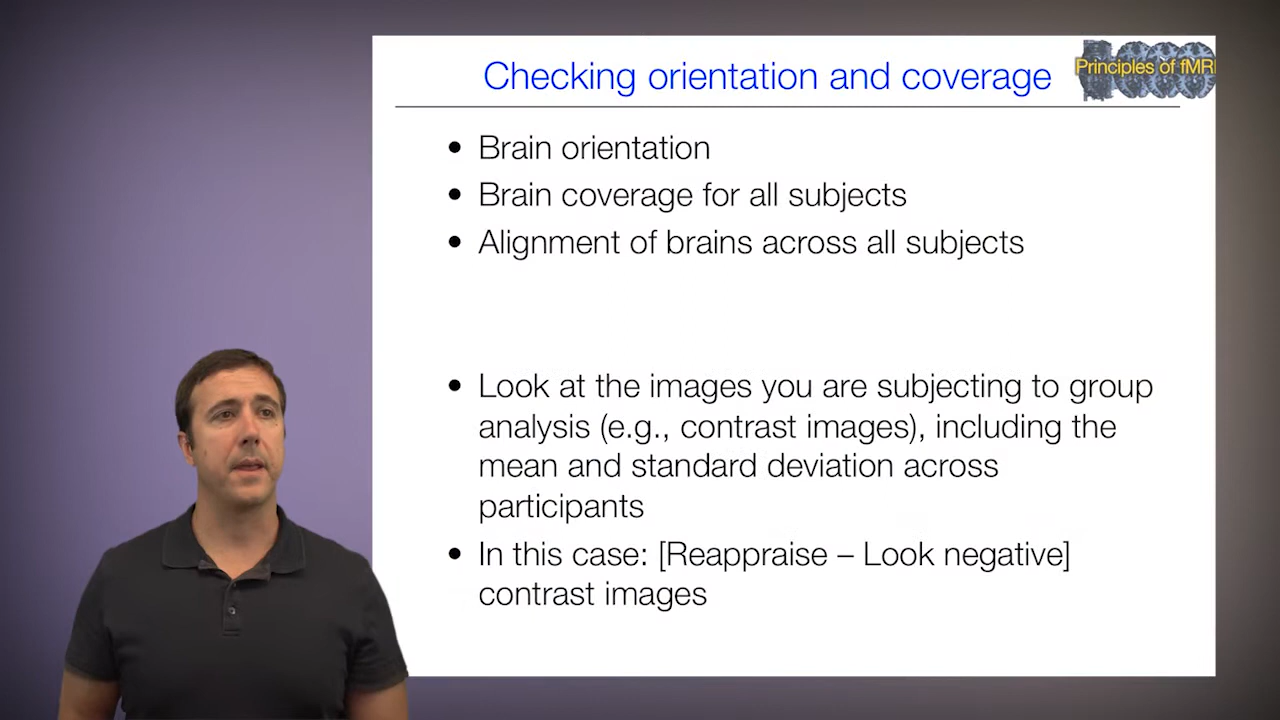 Checking orientation and coverage
Principles of fMRI
• Brain orientation
• Brain coverage for all subjects
• Alignment of brains across all subjects
• Look at the images you are subjecting to group
analysis (e.g., contrast images), including the
mean and standard deviation across
participants
• In this case: [Reappraise – Look negative]
contrast images